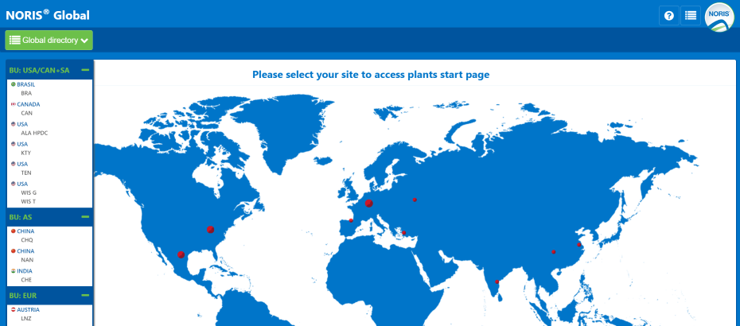 NORIS® Global
NORIS
Global directory
Please select your site to access plants start page
BU: USA/CAN+SA
BRASIL
BRA
CANADA
CAN
USA
ALA HPDC
USA
KTY
USA
TEN
USA
WIS G
WIS T
BU: AS
CHINA
CHQ
CHINA
NAN
INDIA
CHE
BU: EUR
AUSTRIA
LNZ